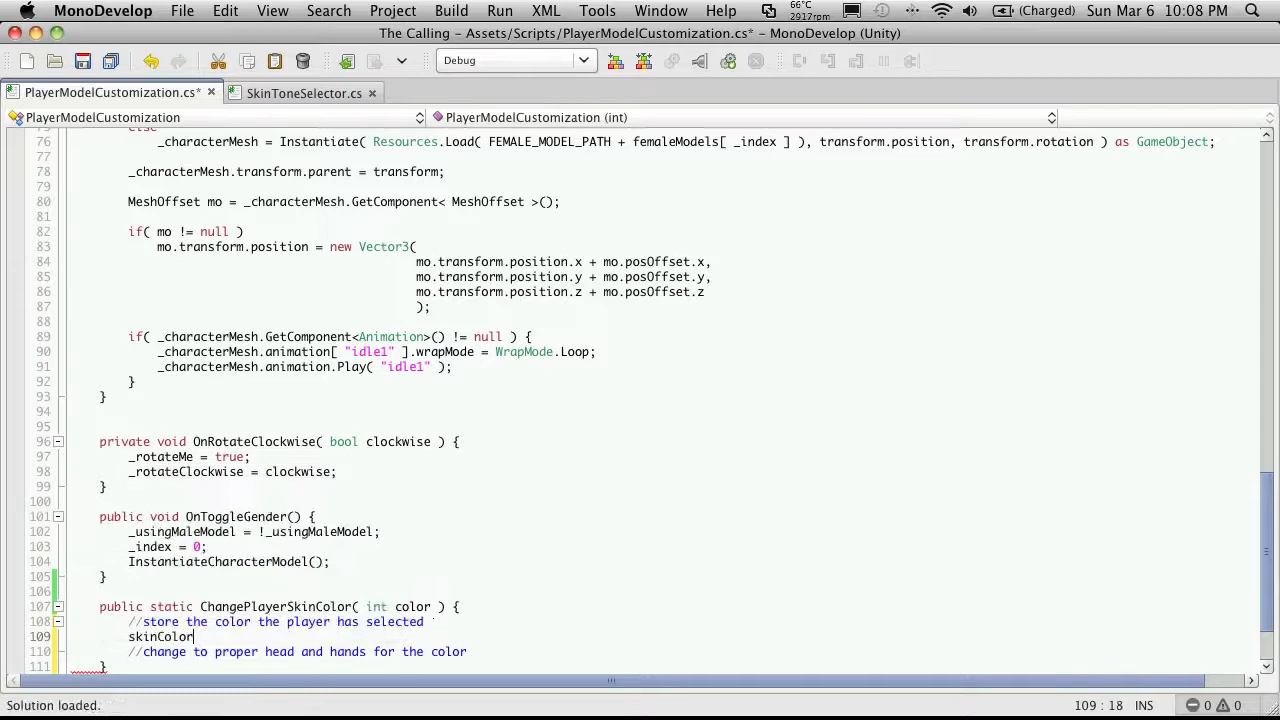 MonoDevelop File Edit View Search Project Build Run XML Tools Window Help 66°C 2917rpm (Charged) Sun Mar 6 10:08 PM
The Calling - Assets/Scripts/PlayerModelCustomization.cs* - MonoDevelop (Unity)
Debug
PlayerModelCustomization.cs* SkinToneSelector.cs
PlayerModelCustomization PlayerModelCustomization (int)
75 else
76 _characterMesh = Instantiate( Resources.Load( FEMALE_MODEL_PATH + femaleModels[ _index ] ), transform.position, transform.rotation ) as GameObject;
77
78 _characterMesh.transform.parent = transform;
79
80 MeshOffset mo = _characterMesh.GetComponent< MeshOffset >();
81
82 if( mo != null )
83 mo.transform.position = new Vector3(
84 mo.transform.position.x + mo.posOffset.x,
85 mo.transform.position.y + mo.posOffset.y,
86 mo.transform.position.z + mo.posOffset.z
87 );
88
89 if( _characterMesh.GetComponent<Animation>() != null ) {
90 _characterMesh.animation[ "idle1" ].wrapMode = WrapMode.Loop;
91 _characterMesh.animation.Play( "idle1" );
92 }
93 }
94
95
96 private void OnRotateClockwise( bool clockwise ) {
97 _rotateMe = true;
98 _rotateClockwise = clockwise;
99 }
100
101 public void OnToggleGender() {
102 _usingMaleModel = !_usingMaleModel;
103 _index = 0;
104 InstantiateCharacterModel();
105 }
106
107 public static ChangePlayerSkinColor( int color ) {
108 //store the color the player has selected
109 skinColor
110 //change to proper head and hands for the color
111 }
Solution loaded. 109 : 18 INS 0 0